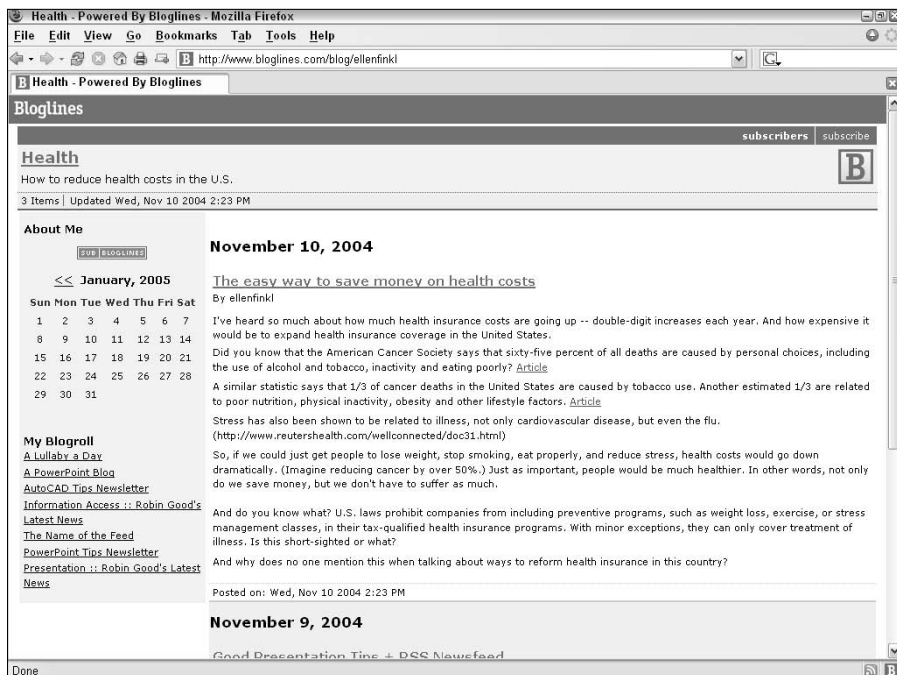 Health - Powered By Bloglines - Mozilla Firefox
File Edit View Go Bookmarks Tab Tools Help
B http://www.bloglines.com/blog/ellenfinkl G
B Health - Powered By Bloglines
Bloglines
subscribers | subscribe
Health
B
How to reduce health costs in the U.S.
3 Items | Updated Wed, Nov 10 2004 2:23 PM
About Me
SUB BLOGLINES
<< January, 2005
Sun Mon Tue Wed Thu Fri Sat
1 2 3 4 5 6 7
8 9 10 11 12 13 14
15 16 17 18 19 20 21
22 23 24 25 26 27 28
29 30 31
My Blogroll
A Lullaby a Day
A PowerPoint Blog
AutoCAD Tips Newsletter
Information Access :: Robin Good's
Latest News
The Name of the Feed
PowerPoint Tips Newsletter
Presentation :: Robin Good's Latest
News
November 10, 2004
The easy way to save money on health costs
By ellenfinkl
I've heard so much about how much health insurance costs are going up -- double-digit increases each year. And how expensive it
would be to expand health insurance coverage in the United States.
Did you know that the American Cancer Society says that sixty-five percent of all deaths are caused by personal choices, including
the use of alcohol and tobacco, inactivity and eating poorly? Article
A similar statistic says that 1/3 of cancer deaths in the United States are caused by tobacco use. Another estimated 1/3 are related
to poor nutrition, physical inactivity, obesity and other lifestyle factors. Article
Stress has also been shown to be related to illness, not only cardiovascular disease, but even the flu.
(http://www.reutershealth.com/wellconnected/doc31.html)
So, if we could just get people to lose weight, stop smoking, eat properly, and reduce stress, health costs would go down
dramatically. (Imagine reducing cancer by over 50%.) Just as important, people would be much healthier. In other words, not only
do we save money, but we don't have to suffer as much.
And do you know what? U.S. laws prohibit companies from including preventive programs, such as weight loss, exercise, or stress
management classes, in their tax-qualified health insurance programs. With minor exceptions, they can only cover treatment of
illness. Is this short-sighted or what?
And why does no one mention this when talking about ways to reform health insurance in this country?
Posted on: Wed, Nov 10 2004 2:23 PM
November 9, 2004
Good Presentation Tips + RSS Newsfeed
Done
B